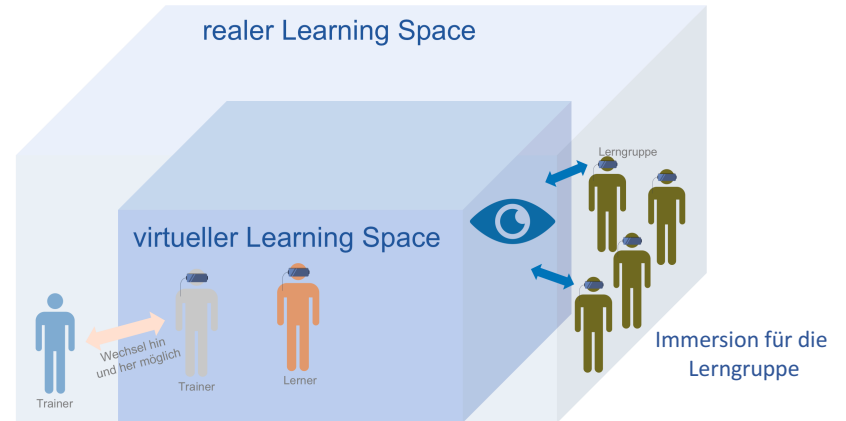 realer Learning Space
Lerngruppe
virtueller Learning Space
Wechsel hin
und her möglich
Trainer
Trainer
Lerner
Immersion für die
Lerngruppe